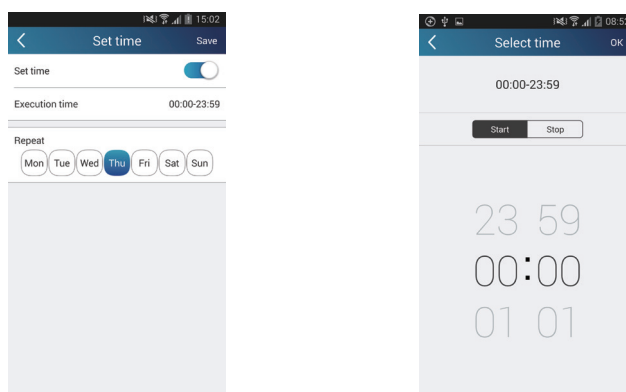 15:02
Set time Save
Set time
Execution time 00:00-23:59
Repeat
Mon Tue Wed Thu Fri Sat Sun
08:52
Select time OK
00:00-23:59
Start Stop
23 59
00:00
01 01